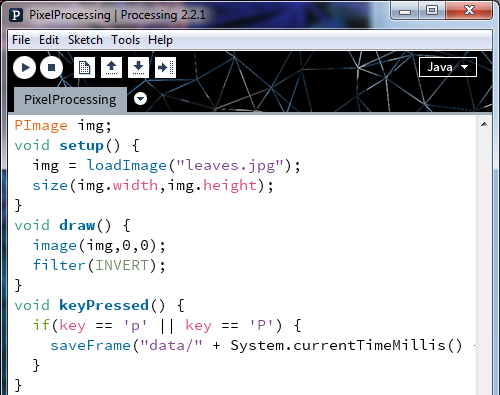 PixelProcessing | Processing 2.2.1
File Edit Sketch Tools Help
Java
PixelProcessing
PImage img;
void setup() {
  img = loadImage("leaves.jpg");
  size(img.width,img.height);
}
void draw() {
  image(img,0,0);
  filter(INVERT);
}
void keyPressed() {
  if(key == 'p' || key == 'P') {
    saveFrame("data/" + System.currentTimeMillis()
  }
}